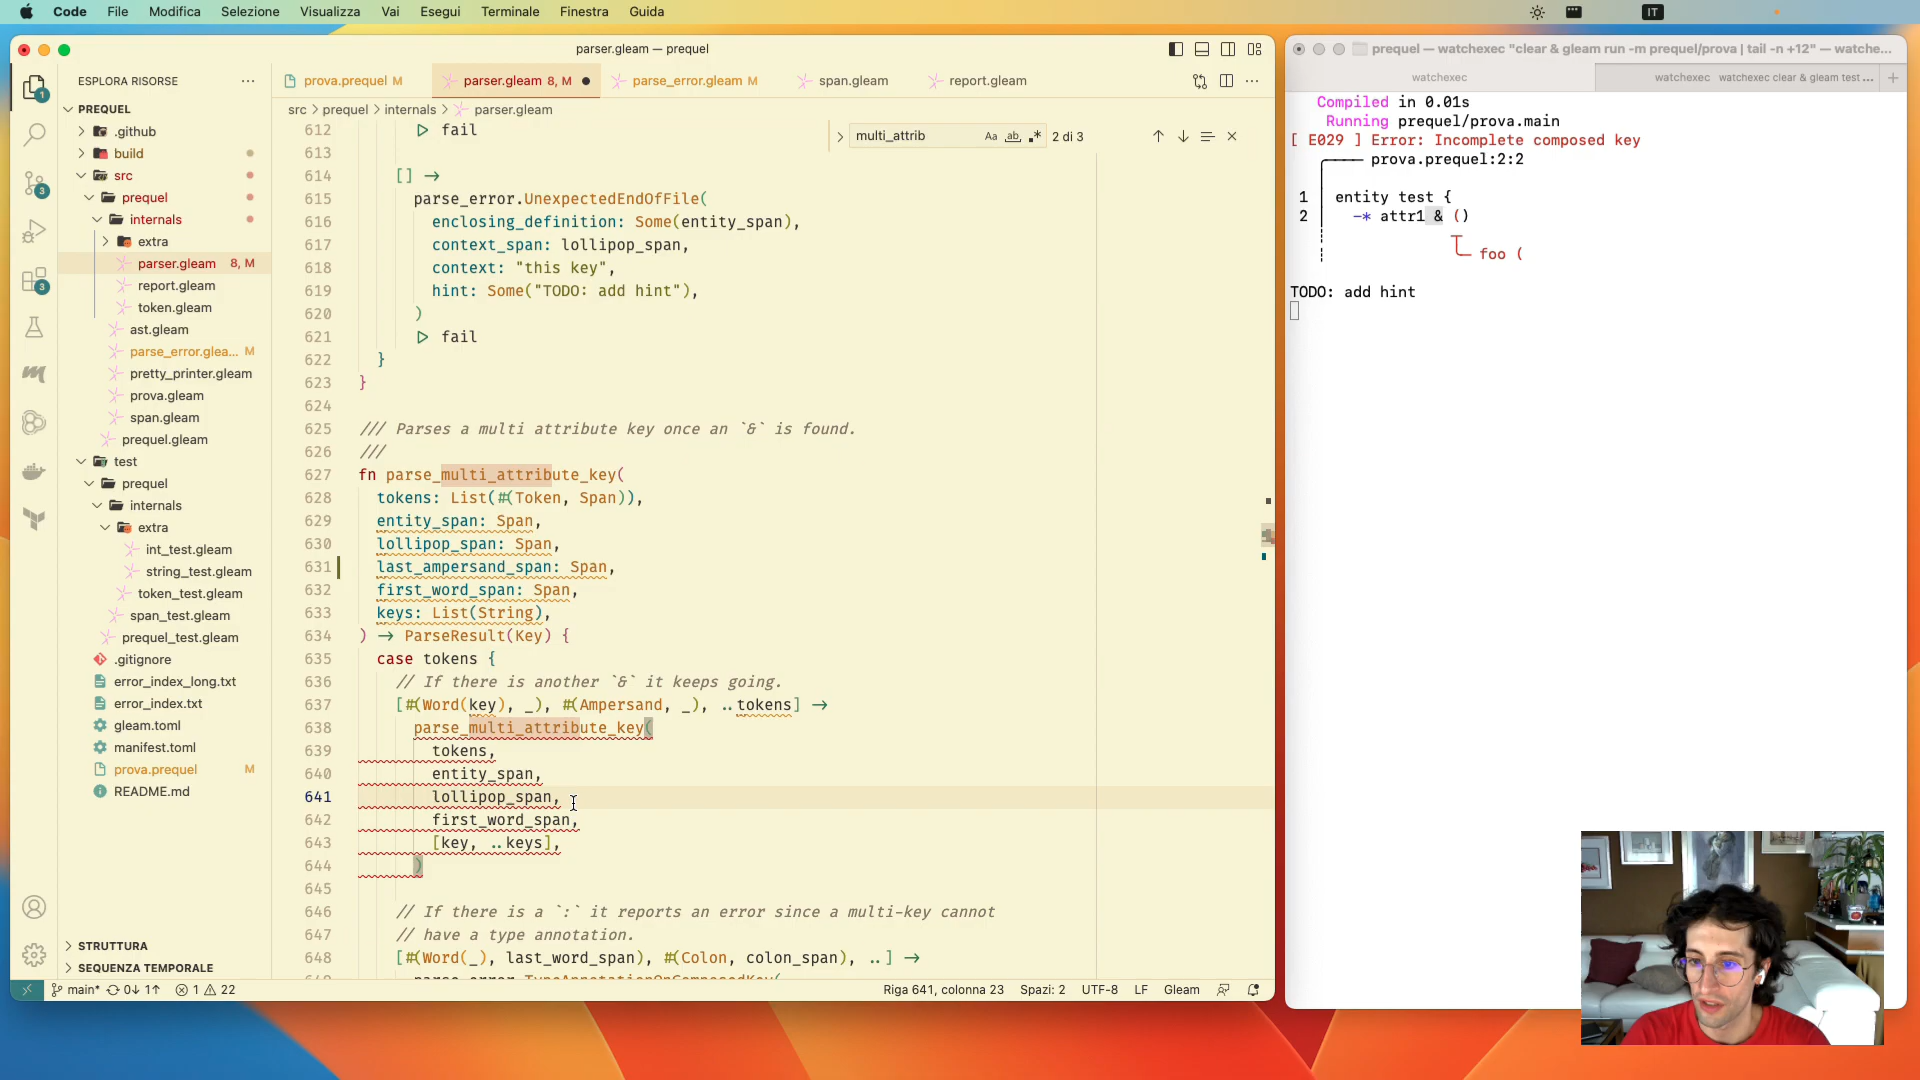 Code File Modifica Selezione Visualizza Vai Esegui Terminale Finestra Guida IT
parser.gleam — prequel
ESPLORA RISORSE
PREQUEL
.github
build
src
prequel
internals
extra
parser.gleam 8, M
report.gleam
token.gleam
ast.gleam
parse_error.glea... M
pretty_printer.gleam
prova.gleam
span.gleam
prequel.gleam
test
prequel
internals
extra
int_test.gleam
string_test.gleam
token_test.gleam
span_test.gleam
prequel_test.gleam
.gitignore
error_index_long.txt
error_index.txt
gleam.toml
manifest.toml
prova.prequel M
README.md
STRUTTURA
SEQUENZA TEMPORALE
1
3
3
prova.prequel M parser.gleam 8, M parse_error.gleam M span.gleam report.gleam
src > prequel > internals > parser.gleam
multi_attrib Aa ab 2 di 3
612 ▷ fail
613
614 [] →
615 parse_error.UnexpectedEndOfFile(
616 enclosing_definition: Some(entity_span),
617 context_span: lollipop_span,
618 context: "this key",
619 hint: Some("TODO: add hint"),
620 )
621 ▷ fail
622 }
623 }
624
625 /// Parses a multi attribute key once an `&` is found.
626 ///
627 fn parse_multi_attribute_key(
628 tokens: List(#(Token, Span)),
629 entity_span: Span,
630 lollipop_span: Span,
631 last_ampersand_span: Span,
632 first_word_span: Span,
633 keys: List(String),
634 ) → ParseResult(Key) {
635 case tokens {
636 // If there is another `&` it keeps going.
637 [#(Word(key), _), #(Ampersand, _), ..tokens] →
638 parse_multi_attribute_key(
639 tokens,
640 entity_span,
641 lollipop_span,
642 first_word_span,
643 [key, ..keys],
644 )
645
646 // If there is a `:` it reports an error since a multi-key cannot
647 // have a type annotation.
648 [#(Word(_), last_word_span), #(Colon, colon_span), ..] →
main* 0↓ 1↑ 1 22 Riga 641, colonna 23 Spazi: 2 UTF-8 LF Gleam
prequel — watchexec "clear & gleam run -m prequel/prova | tail -n +12" — watche...
watchexec watchexec watchexec clear & gleam test ...
Compiled in 0.01s
Running prequel/prova.main
[ E029 ] Error: Incomplete composed key
prova.prequel:2:2
1 entity test {
2 -* attr1 & ()
foo (
TODO: add hint